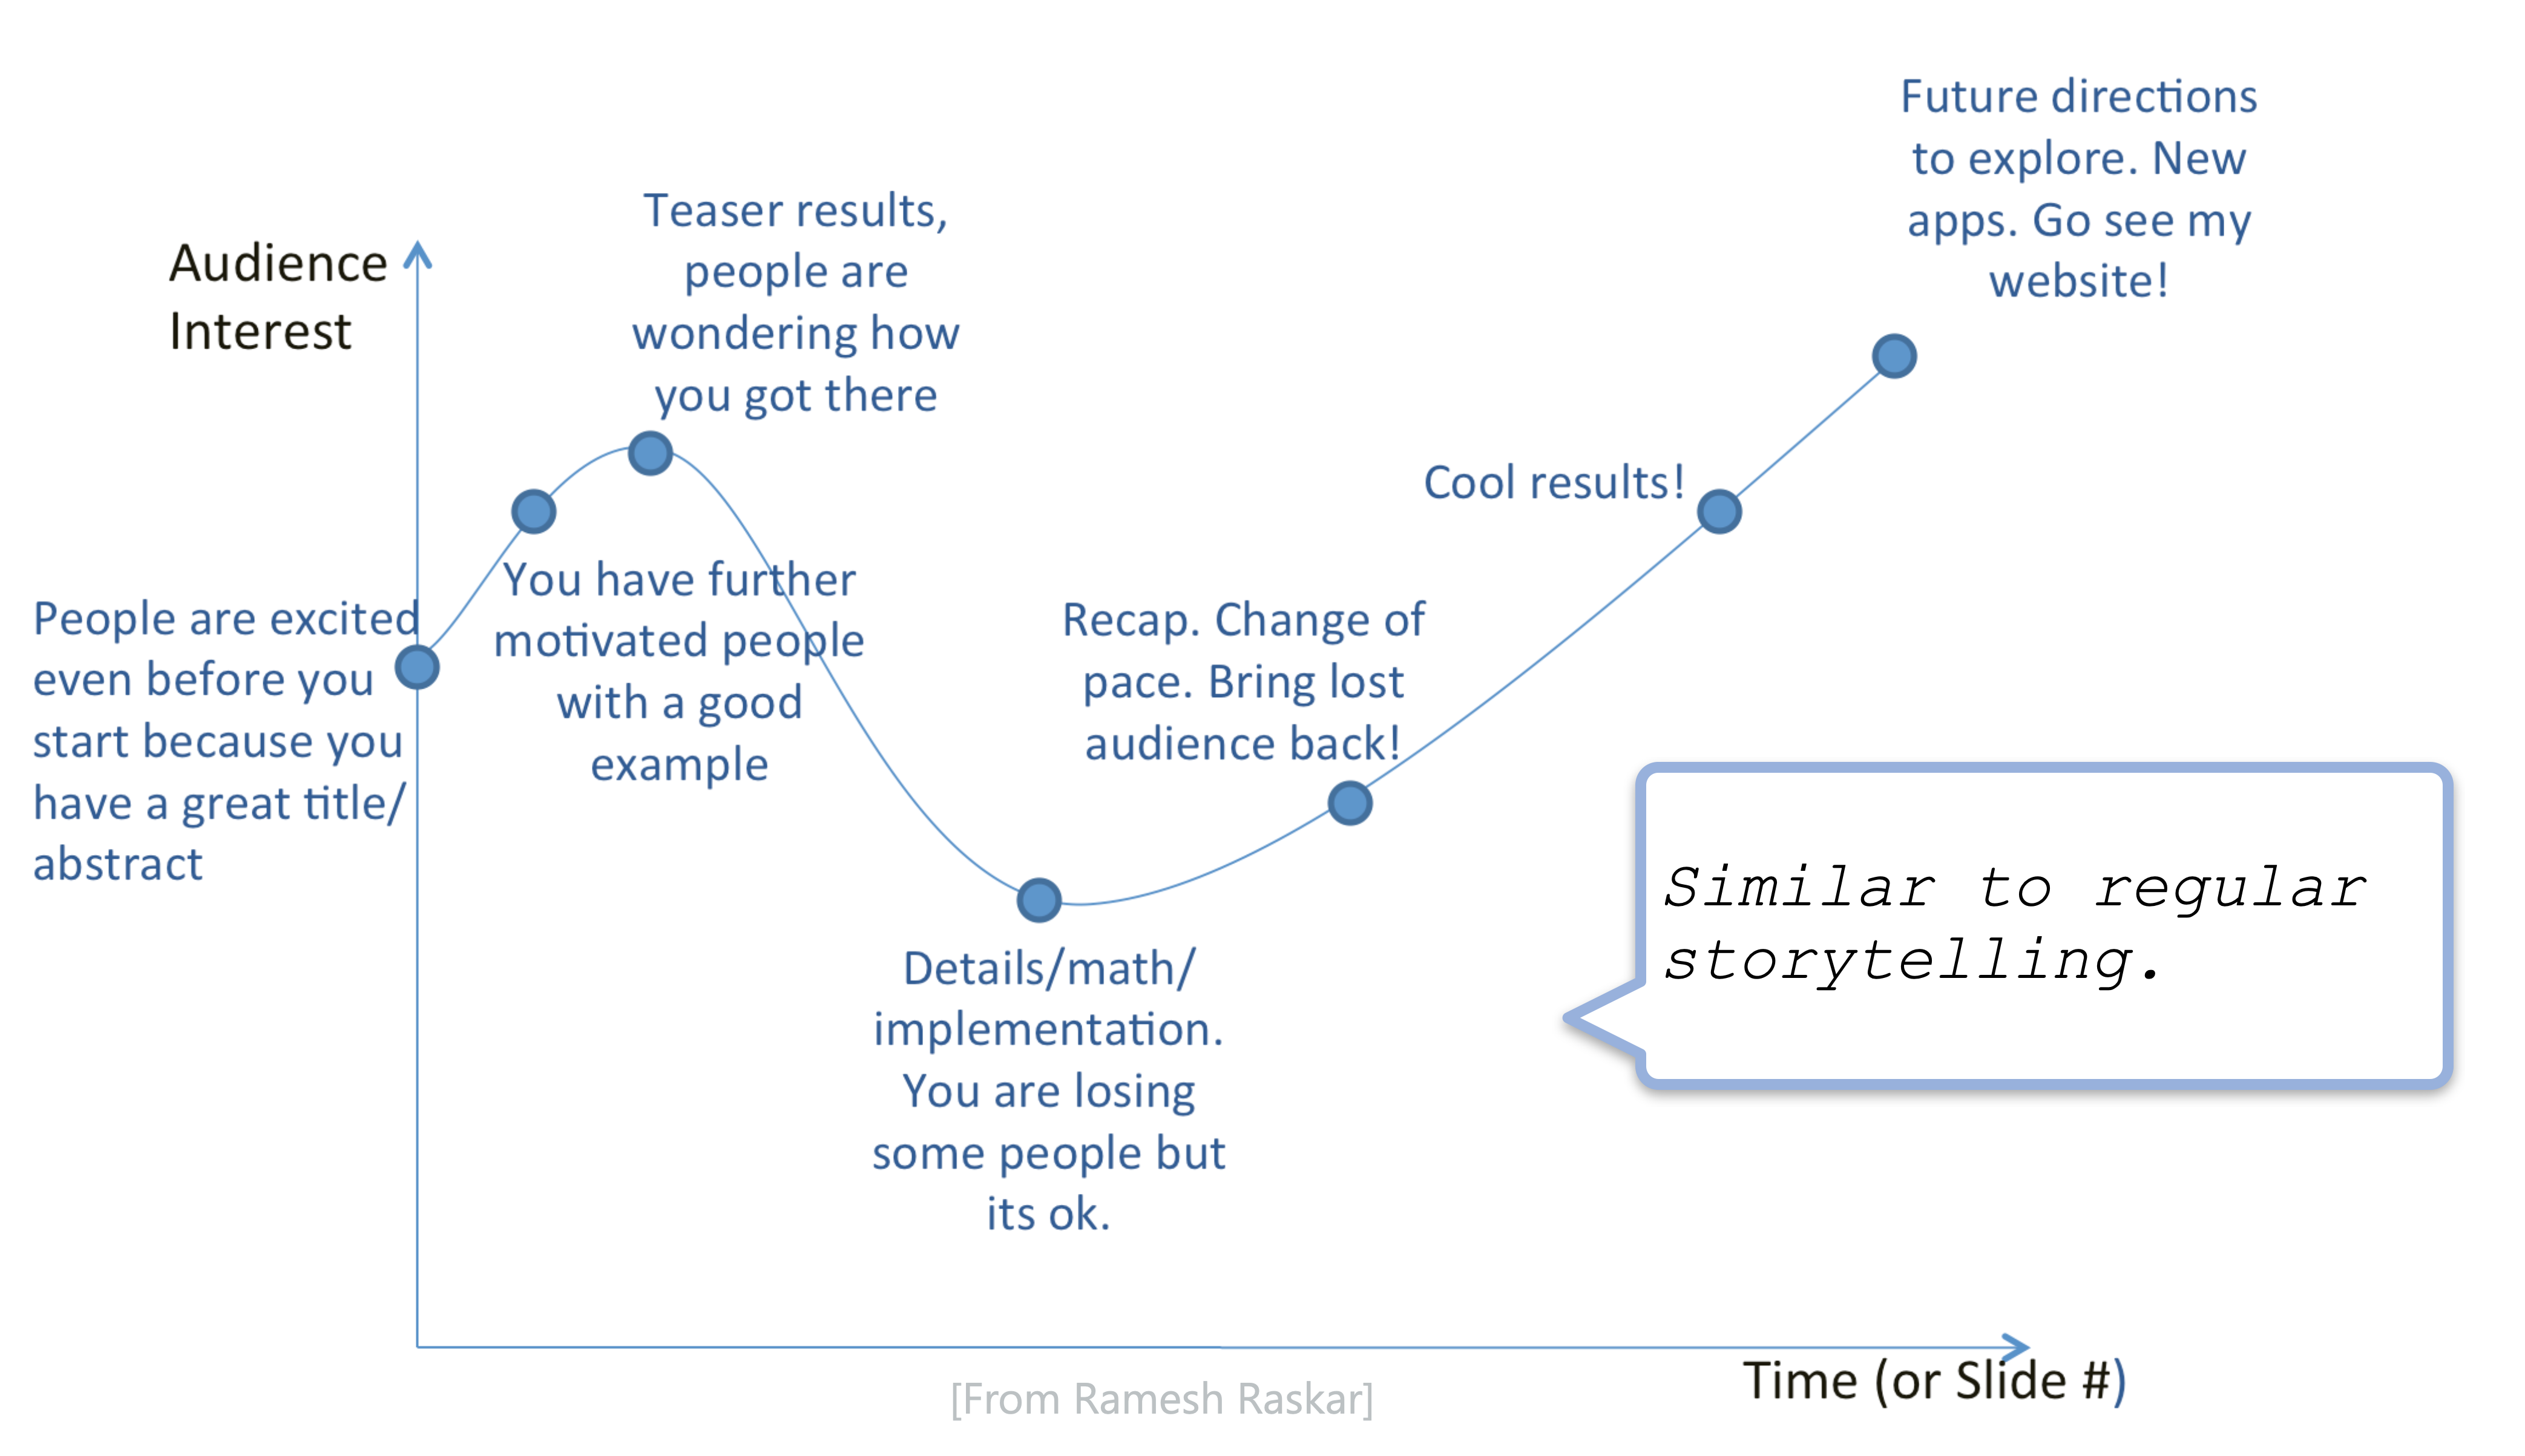 Audience
Interest
People are excited
even before you
start because you
have a great title/
abstract
You have further
motivated people
with a good
example
Teaser results,
people are
wondering how
you got there
Details/math/
implementation.
You are losing
some people but
its ok.
Recap. Change of
pace. Bring lost
audience back!
Cool results!
Future directions
to explore. New
apps. Go see my
website!
Similar to regular
storytelling.
Time (or Slide #)
[From Ramesh Raskar]